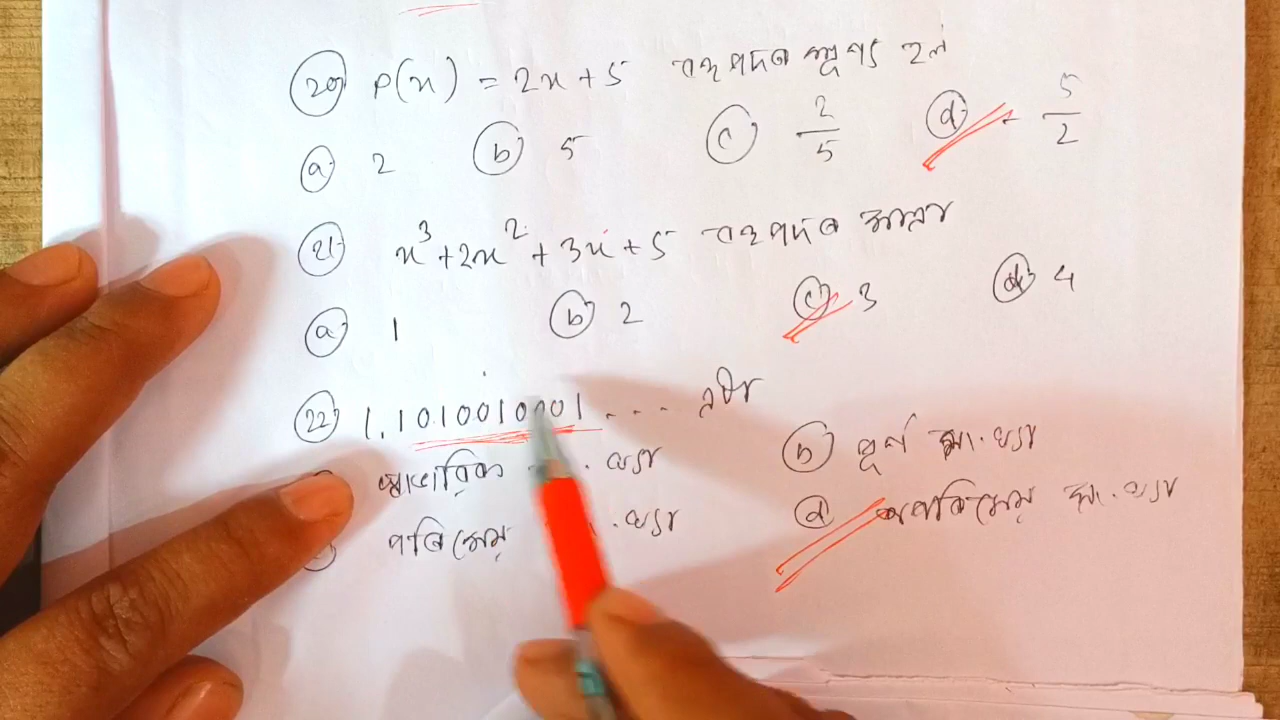 20 P(x) = 2x + 5 বহুপদৰ শূণ্য হ'ল
a 2 b 5 c 2/5 d - 5/2
21 x³ + 2x² + 3x + 5 বহুপদৰ মাত্ৰা
a 1 b 2 c 3 d 4
22 1.1010010001 . . . . এটা
স্বাভাৱিক . সংখ্যা b পূৰ্ণ সংখ্যা
পৰিমেয় . সংখ্যা d অপৰিমেয় সংখ্যা